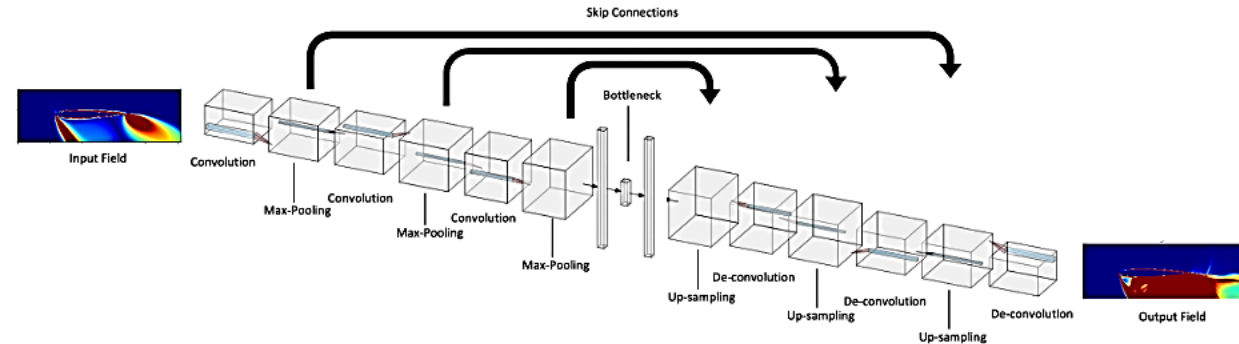 Skip Connections
Bottleneck
Input Field
Convolution
Max-Pooling
Convolution
Max-Pooling
Convolution
Max-Pooling
Up-sampling
De-convolution
Up-sampling
De-convolution
Up-sampling
De-convolution
Output Field